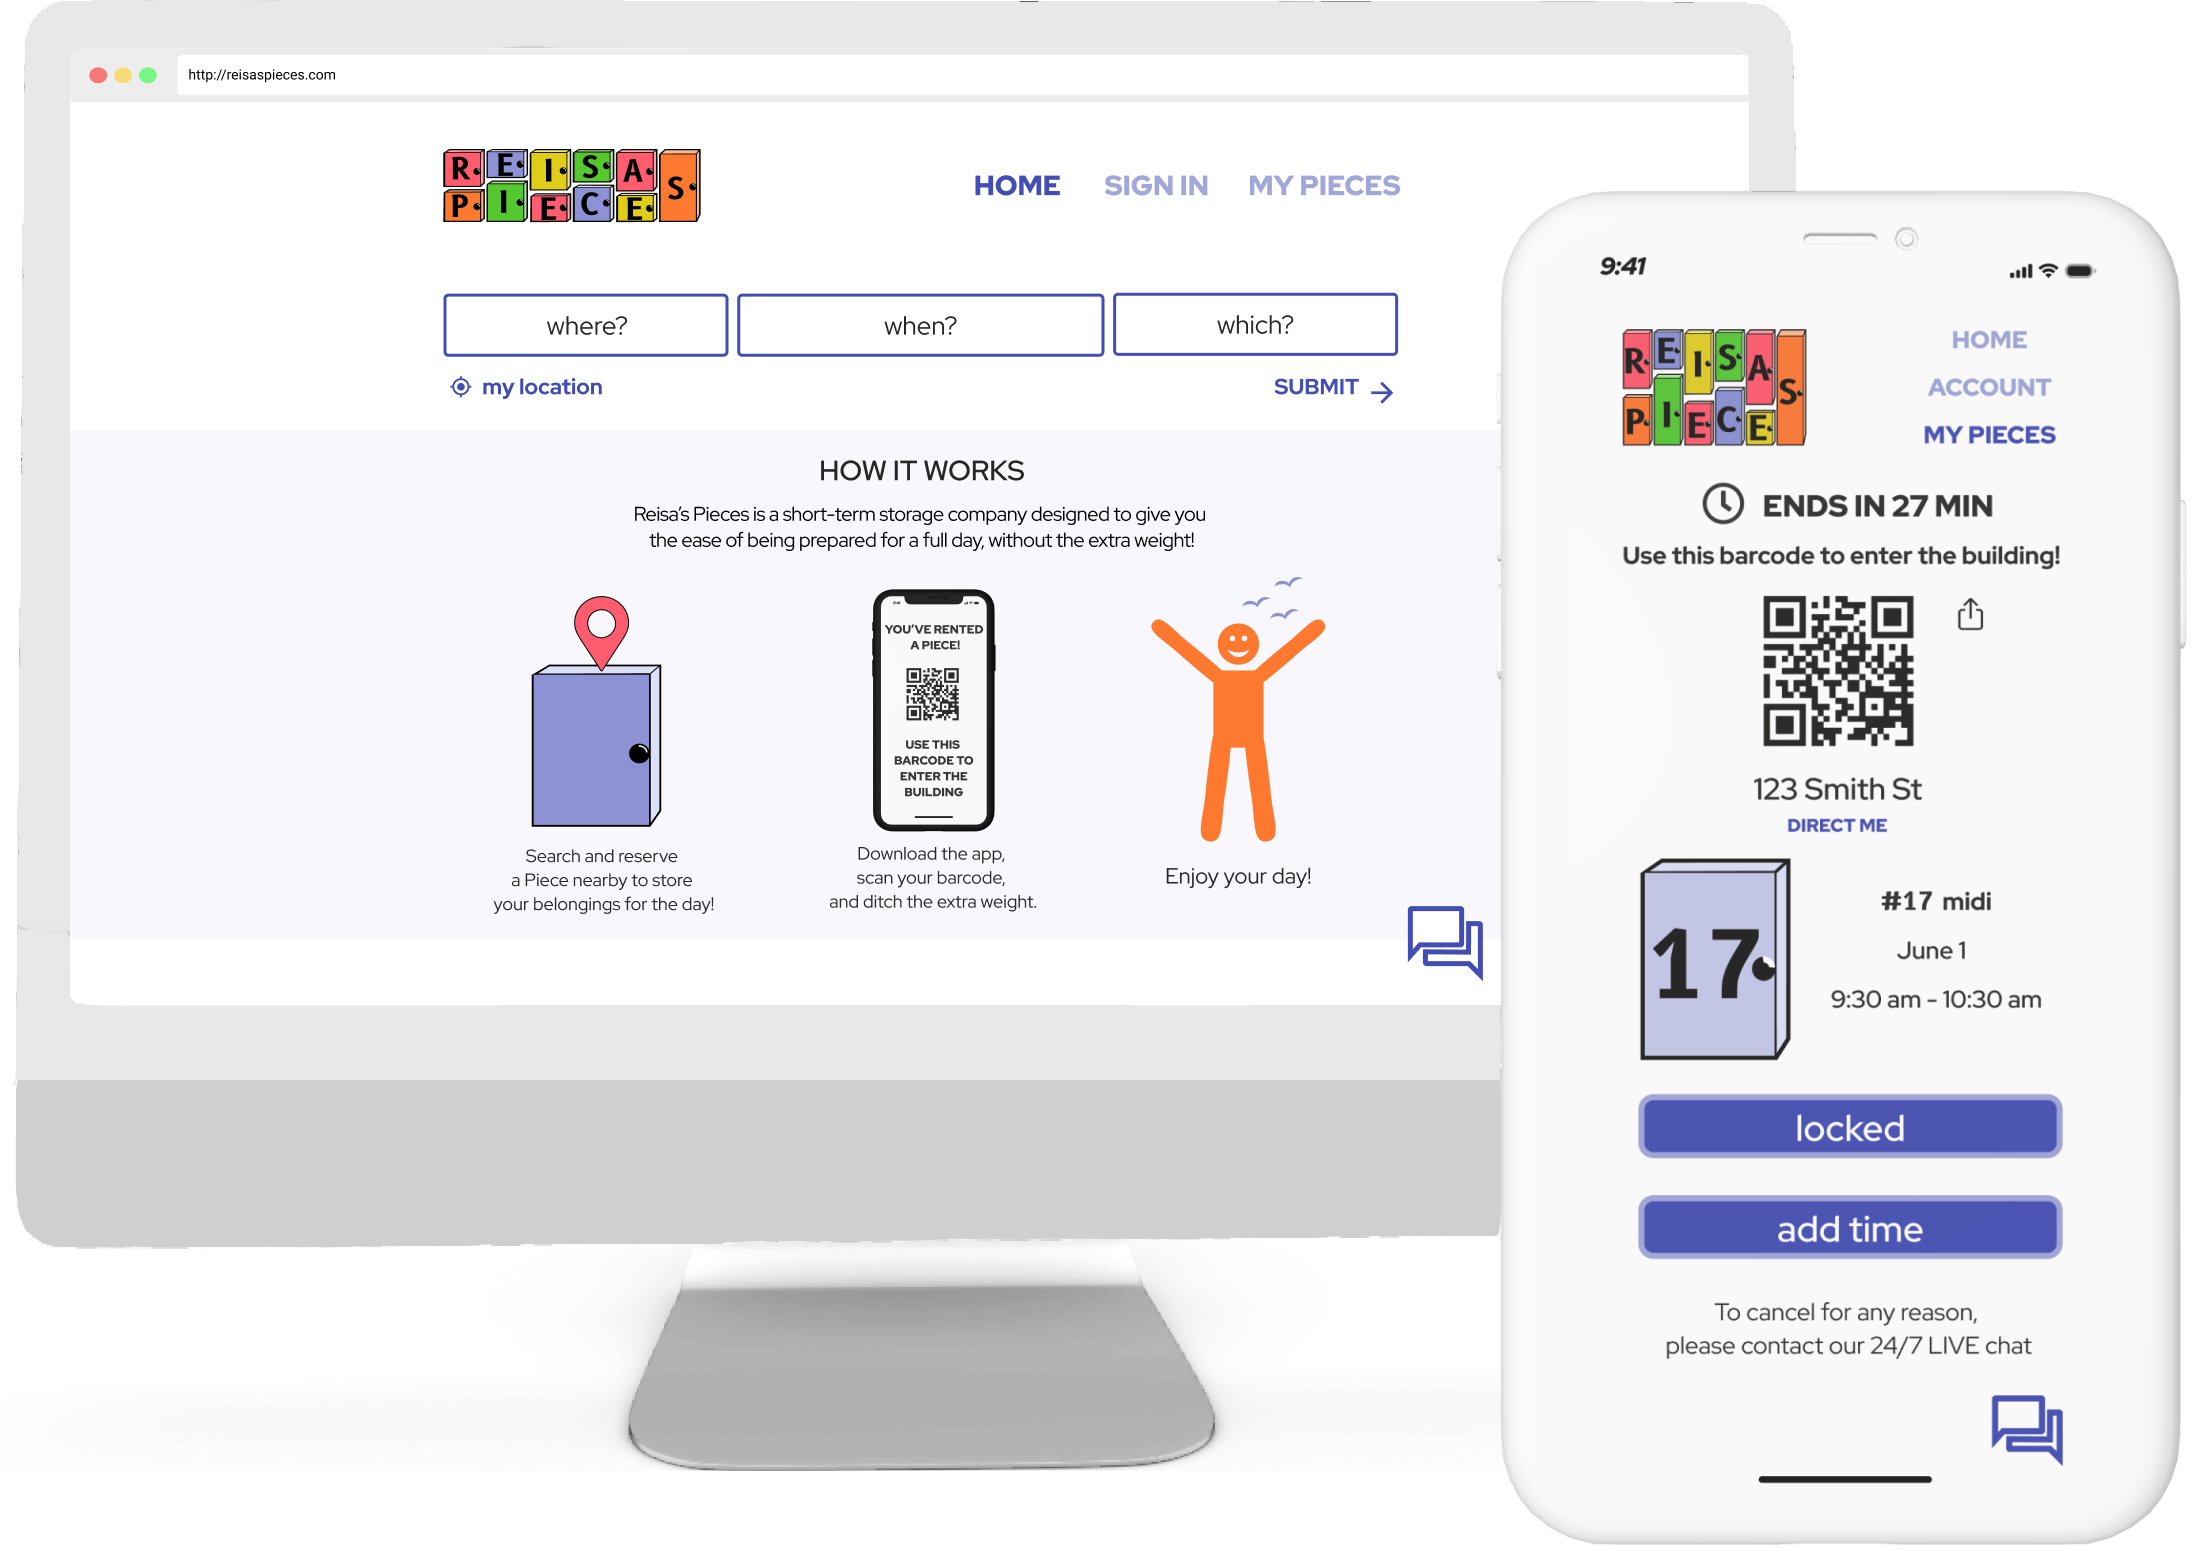 http://reisaspieces.com
REISAS
PIECE
HOME SIGN IN MY PIECES
where? when? which?
my location SUBMIT
HOW IT WORKS
Reisa's Pieces is a short-term storage company designed to give you
the ease of being prepared for a full day, without the extra weight!
YOU'VE RENTED
A PIECE!
USE THIS
BARCODE TO
ENTER THE
BUILDING
Search and reserve
a Piece nearby to store
your belongings for the day!
Download the app,
scan your barcode,
and ditch the extra weight.
Enjoy your day!
9:41
REISAS
PIECE
HOME
ACCOUNT
MY PIECES
ENDS IN 27 MIN
Use this barcode to enter the building!
123 Smith St
DIRECT ME
17
#17 midi
June 1
9:30 am - 10:30 am
locked
add time
To cancel for any reason,
please contact our 24/7 LIVE chat